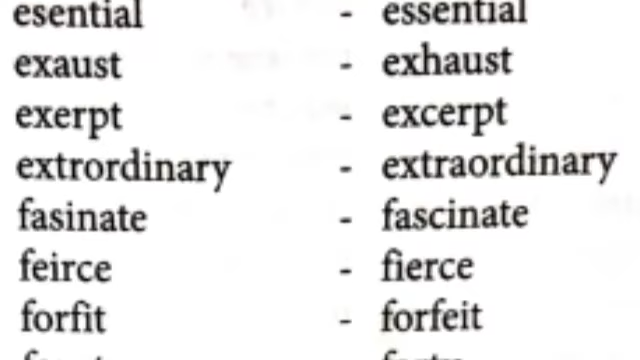 esential - essential
exaust - exhaust
exerpt - excerpt
extrordinary - extraordinary
fasinate - fascinate
feirce - fierce
forfit - forfeit